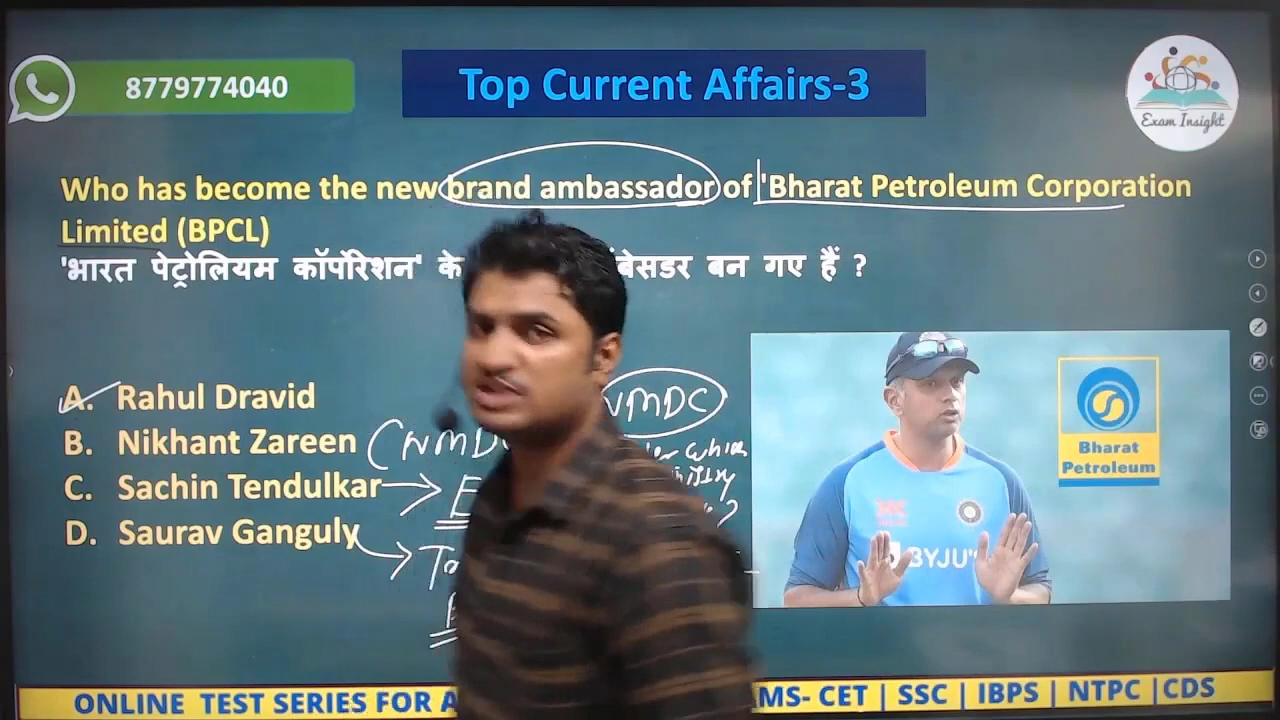 8779774040
Top Current Affairs-3
Exam Insight
Who has become the new brand ambassador of 'Bharat Petroleum Corporation
Limited (BPCL)
'भारत पेट्रोलियम कॉर्पोरेशन' के बेसडर बन गए हैं ?
A. Rahul Dravid
NMDC
B. Nikhant Zareen (NMDC
which
C. Sachin Tendulkar
D. Saurav Ganguly
BYJU'S
Bharat
Petroleum
ONLINE TEST SERIES FOR A MS- CET | SSC | IBPS | NTPC |CDS